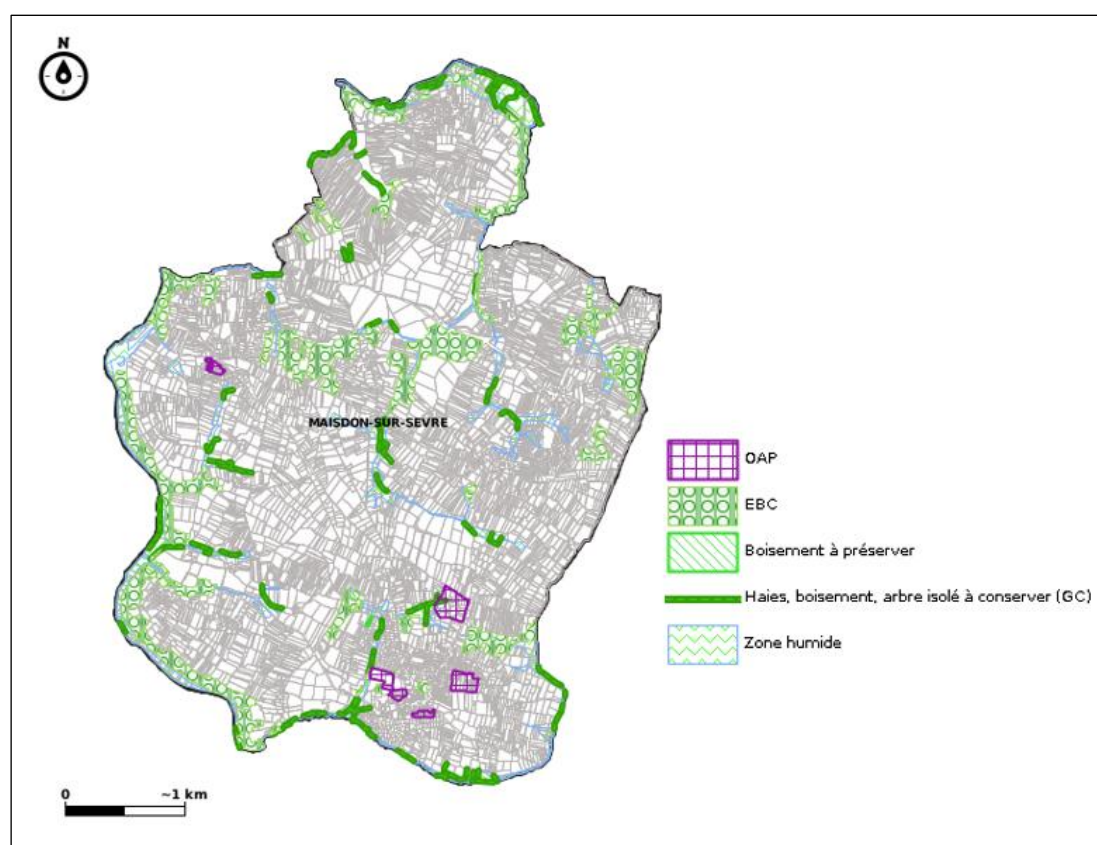 N
MAISDON-SUR-SEVRE
OAP
EBC
Boisement à préserver
Haies, boisement, arbre isolé à conserver (GC)
Zone humide
0 ~1 km